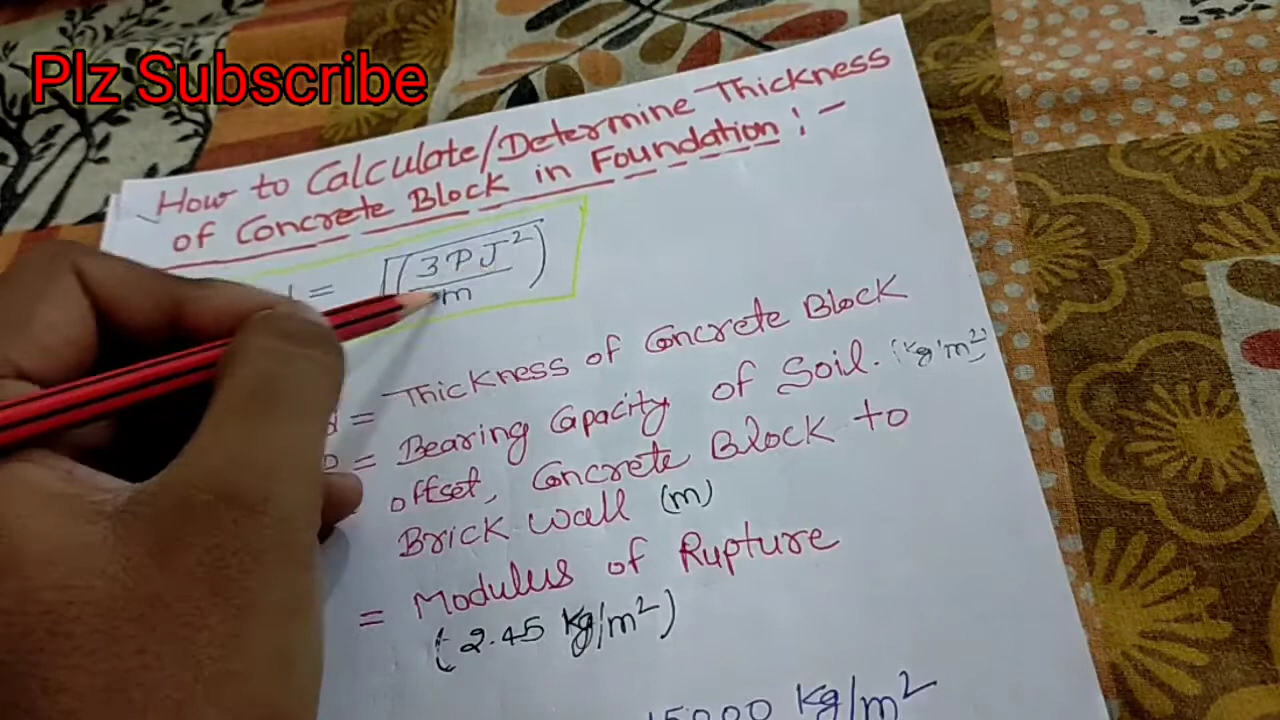 Plz Subscribe
How to Calculate/Determine Thickness
of Concrete Block in Foundation :-
d = √(3PJ²
m)
d = Thickness of Concrete Block
P = Bearing Capacity of Soil. (Kg/m²
offset, Concrete Block to
Brick Wall (m)
= Modulus of Rupture
(2.45 Kg/m²)
15000 Kg/m²